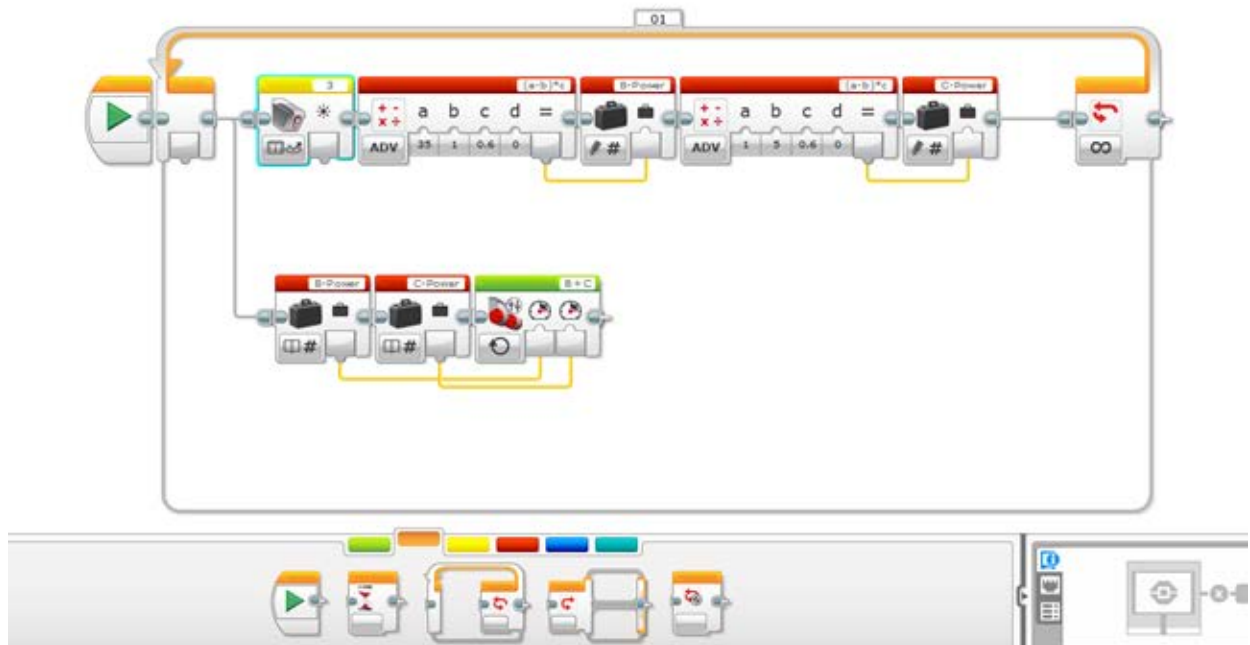 01
3
(a-b)*c
B-Power
(a-b)*c
C-Power
a b c d =
a b c d =
ADV 35 1 0.6 0
#
ADV 1 5 0.6 0
#
∞
B-Power
C-Power
B + C
#
#